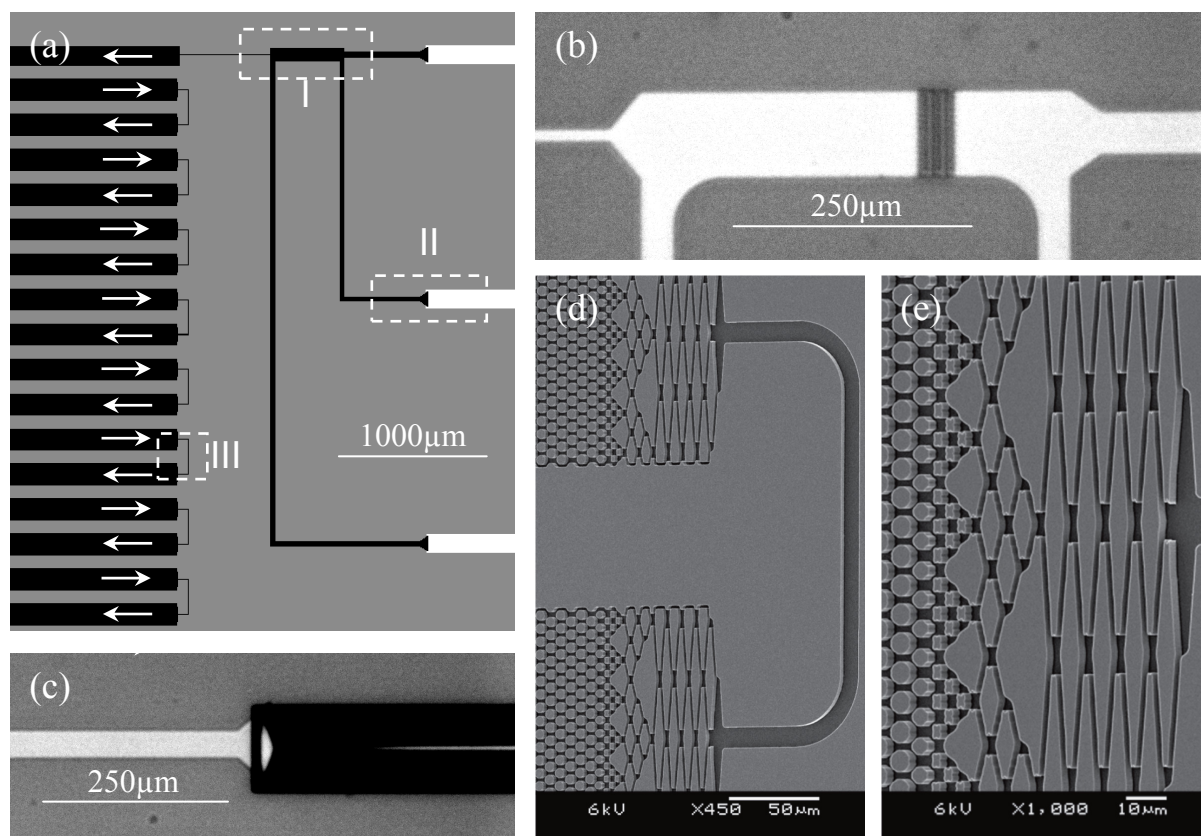 (a)
I
II
1000µm
III
(b)
250µm
(c)
250µm
(d)
6kV X450 50µm
(e)
6kV X1,000 10µm